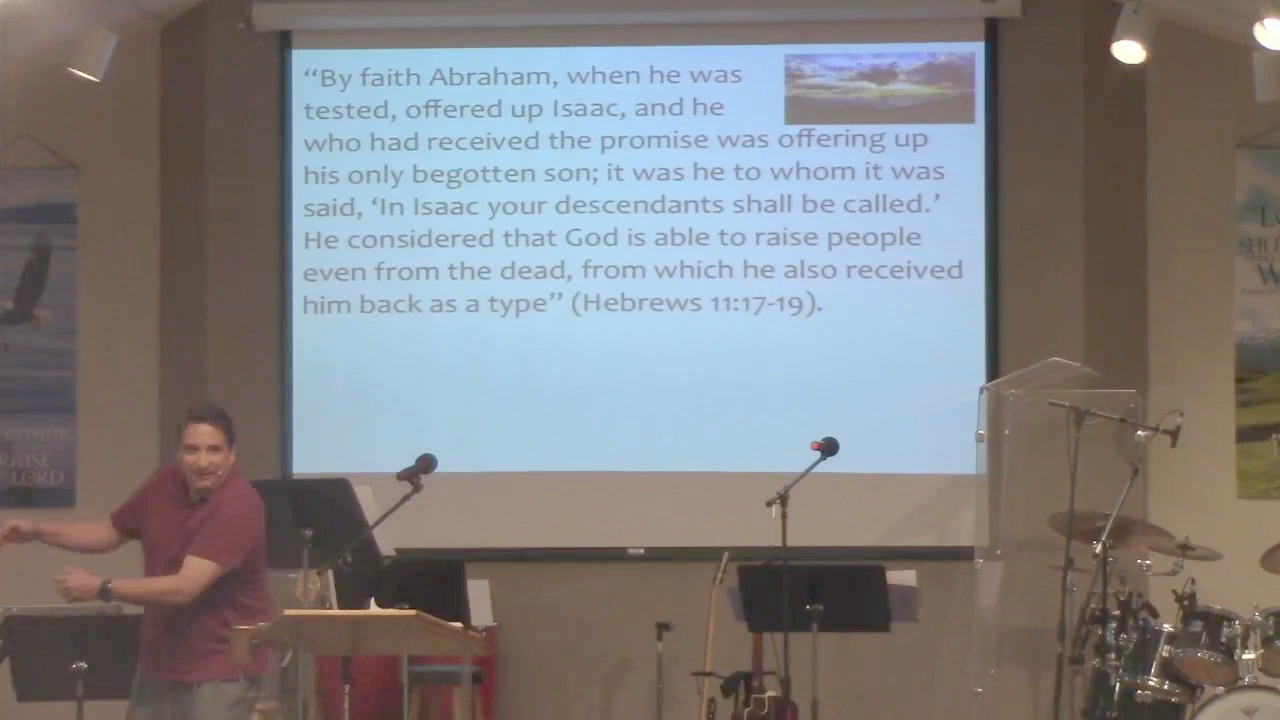 “By faith Abraham, when he was
tested, offered up Isaac, and he
who had received the promise was offering up
his only begotten son; it was he to whom it was
said, ‘In Isaac your descendants shall be called.’
He considered that God is able to raise people
even from the dead, from which he also received
him back as a type” (Hebrews 11:17-19).
PRAISE
LORD